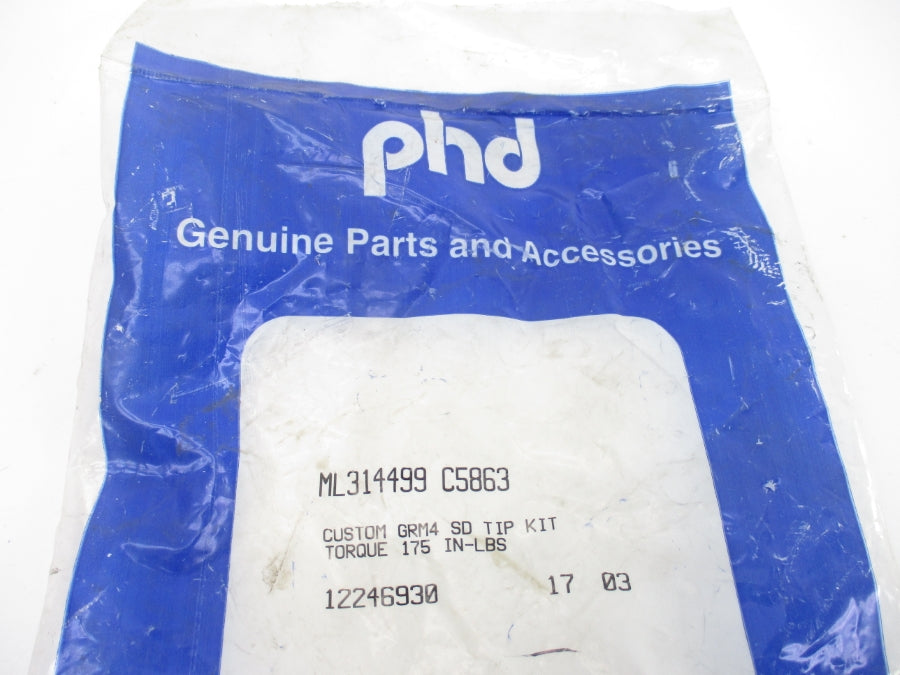 phd
Genuine Parts and Accessories
ML314499 C5863
CUSTOM GRM4 SD TIP KIT
TORQUE 175 IN-LBS
12246930 17 03